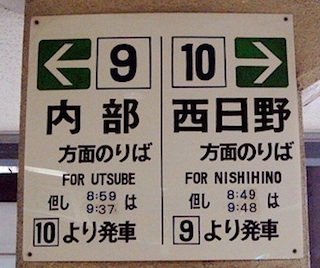 ← 9
内部
方面のりば
FOR UTSUBE
但し 8:59 9:37 は
10 より発車
10 →
西日野
方面のりば
FOR NISHIHINO
但し 8:49 9:48 は
9 より発車